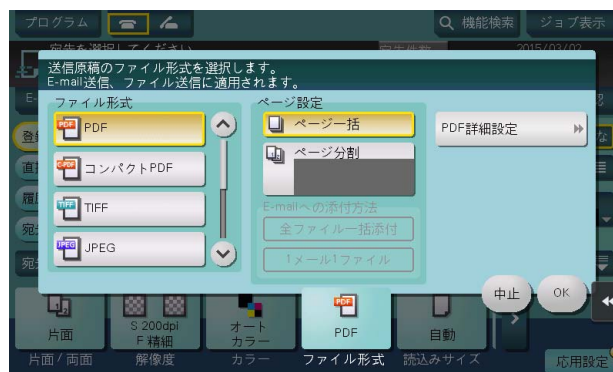 プログラム
機能検索
ジョブ表示
宛先を選択してください
宛先件数
2015/03/02
送信原稿のファイル形式を選択します。
E-mail送信、ファイル送信に適用されます。
ファイル形式
PDF
コンパクトPDF
TIFF
JPEG
ページ設定
ページ一括
ページ分割
E-mailへの添付方法
全ファイル一括添付
1メール1ファイル
PDF詳細設定
中止
OK
片面
S 200dpi
F 精細
オート
カラー
PDF
自動
片面/両面
解像度
カラー
ファイル形式
読込みサイズ
応用設定